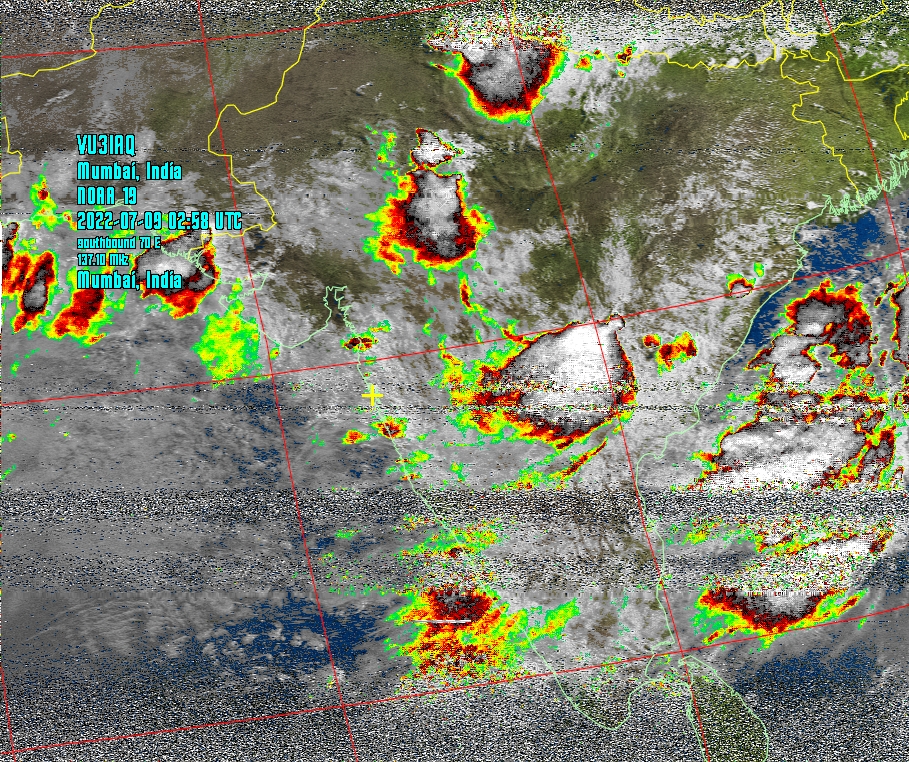 VU3IAQ
Mumbai, India
NOAA 19
2022-07-09 02:58 UTC
southbound 70 E
137.10 MHz
Mumbai, India